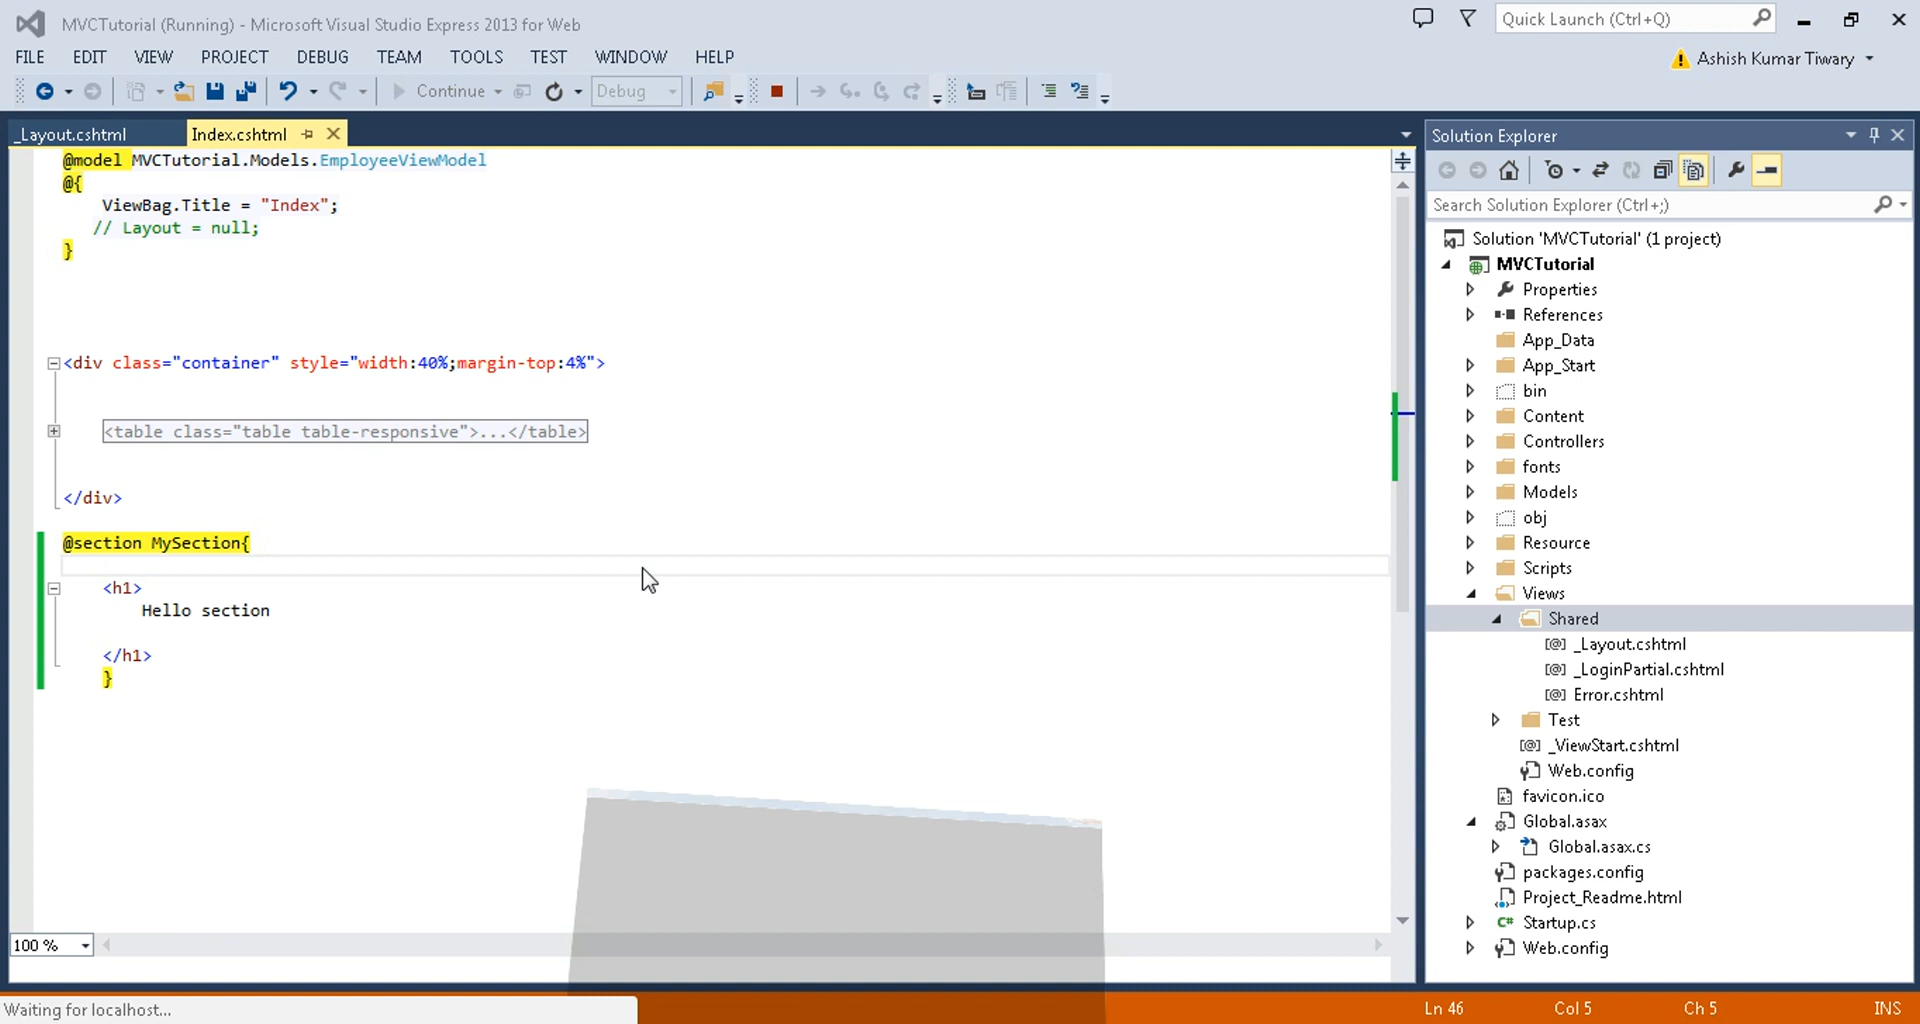 MVCTutorial (Running) - Microsoft Visual Studio Express 2013 for Web
Quick Launch (Ctrl+Q)
FILE EDIT VIEW PROJECT DEBUG TEAM TOOLS TEST WINDOW HELP
Ashish Kumar Tiwary
Continue
Debug
_Layout.cshtml
Index.cshtml
@model MVCTutorial.Models.EmployeeViewModel
@{
ViewBag.Title = "Index";
// Layout = null;
}
<div class="container" style="width:40%;margin-top:4%">
<table class="table table-responsive">...</table>
</div>
@section MySection{
<h1>
Hello section
</h1>
}
100 %
Solution Explorer
Search Solution Explorer (Ctrl+;)
Solution 'MVCTutorial' (1 project)
MVCTutorial
Properties
References
App_Data
App_Start
bin
Content
Controllers
fonts
Models
obj
Resource
Scripts
Views
Shared
_Layout.cshtml
_LoginPartial.cshtml
Error.cshtml
Test
_ViewStart.cshtml
Web.config
favicon.ico
Global.asax
Global.asax.cs
packages.config
Project_Readme.html
C# Startup.cs
Web.config
Waiting for localhost...
Ln 46 Col 5 Ch 5 INS